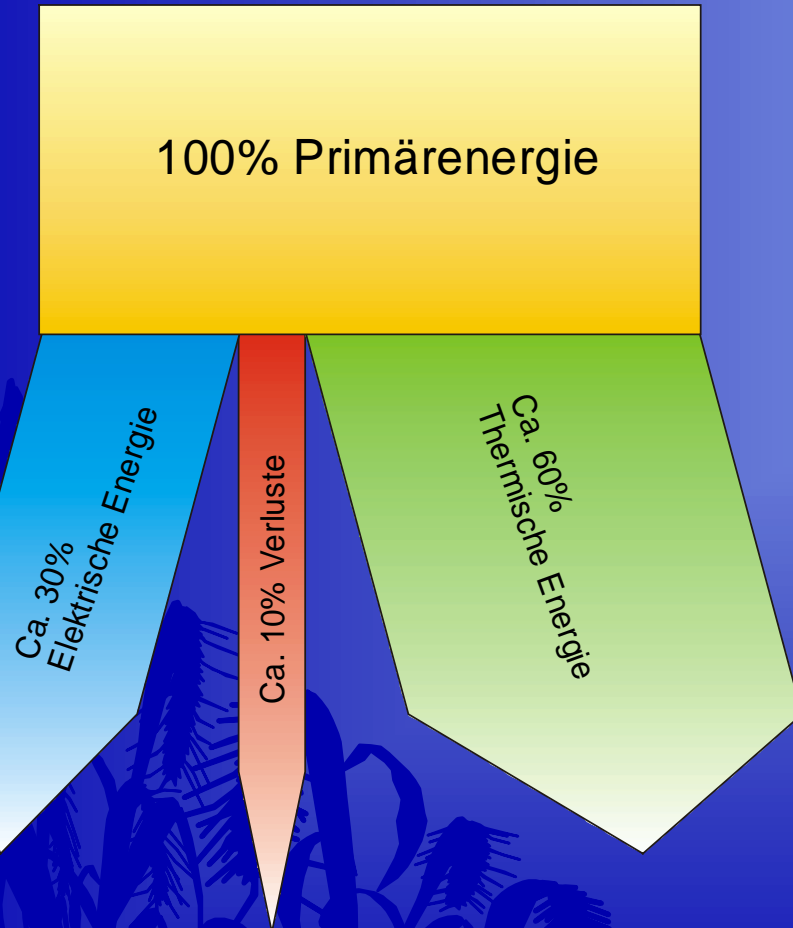 100% Primärenergie
Ca. 30%
Elektrische Energie
Ca. 10% Verluste
Ca. 60%
Thermische Energie